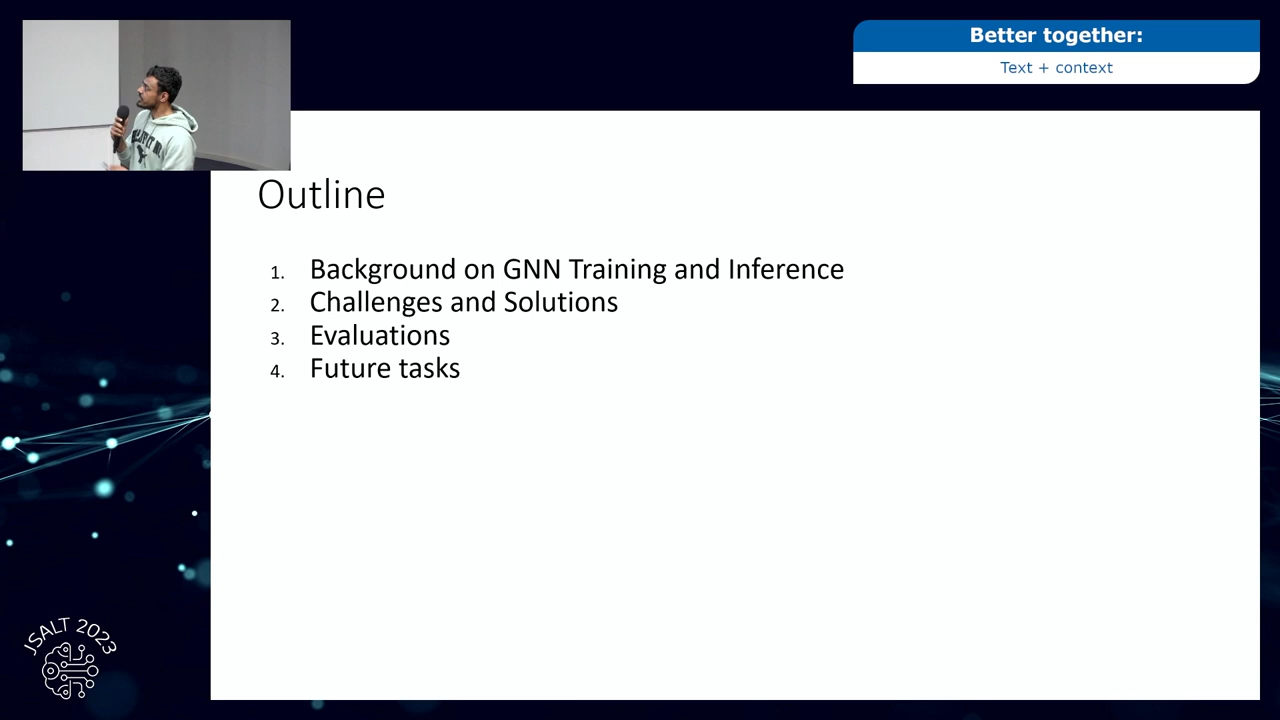 Better together:
Text + context
Outline
1. Background on GNN Training and Inference
2. Challenges and Solutions
3. Evaluations
4. Future tasks
JSALT 2023